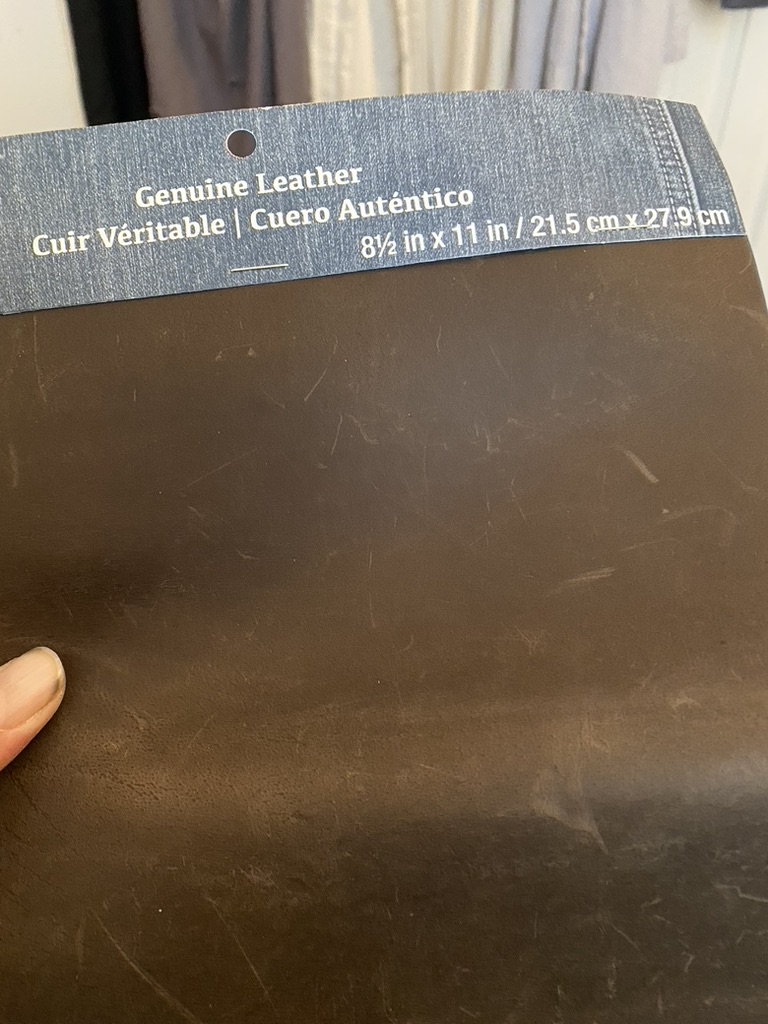 Genuine Leather
Cuir Véritable | Cuero Auténtico
8½ in x 11 in / 21.5 cm x 27.9 cm